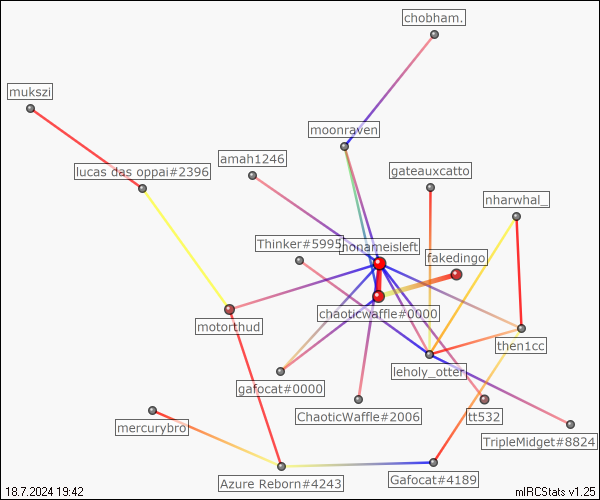 chobham.
mukszi
moonraven
amah1246
lucas das oppai#2396
gateauxcatto
nharwhal_
Thinker#5995
nonameisleft
fakedingo
chaoticwaffle#0000
motorthud
then1cc
leholy_otter
gafocat#0000
ChaoticWaffle#2006
tt532
mercurybro
TripleMidget#8824
Azure Reborn#4243
Gafocat#4189
18.7.2024 19:42
mIRCStats v1.25